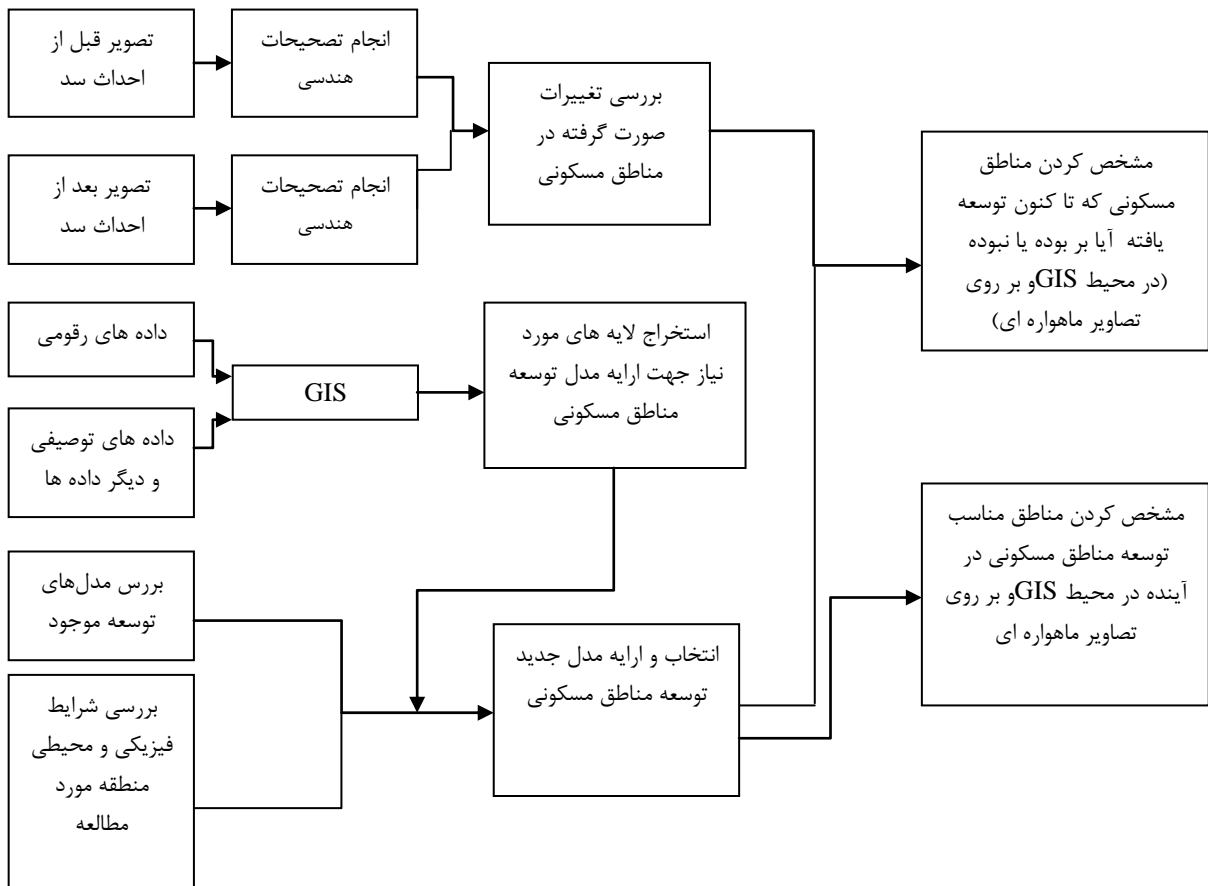 تصویر قبل از
احداث سد
انجام تصحیحات
هندسی
بررسی تغییرات
صورت گرفته در
مناطق مسکونی
تصویر بعد از
احداث سد
انجام تصحیحات
هندسی
مشخص کردن مناطق
مسکونی که تا کنون توسعه
یافته آیا بر بوده یا نبوده
(در محیط GISو بر روی
تصاویر ماهواره ای)
داده های رقومی
داده های توصیفی
و دیگر داده ها
GIS
استخراج لایه های مورد
نیاز جهت ارایه مدل توسعه
مناطق مسکونی
بررس مدل‌های
توسعه موجود
بررسی شرایط
فیزیکی و محیطی
منطقه مورد
مطالعه
انتخاب و ارایه مدل جدید
توسعه مناطق مسکونی
مشخص کردن مناطق مناسب
توسعه مناطق مسکونی در
آینده در محیط GISو بر روی
تصاویر ماهواره ای